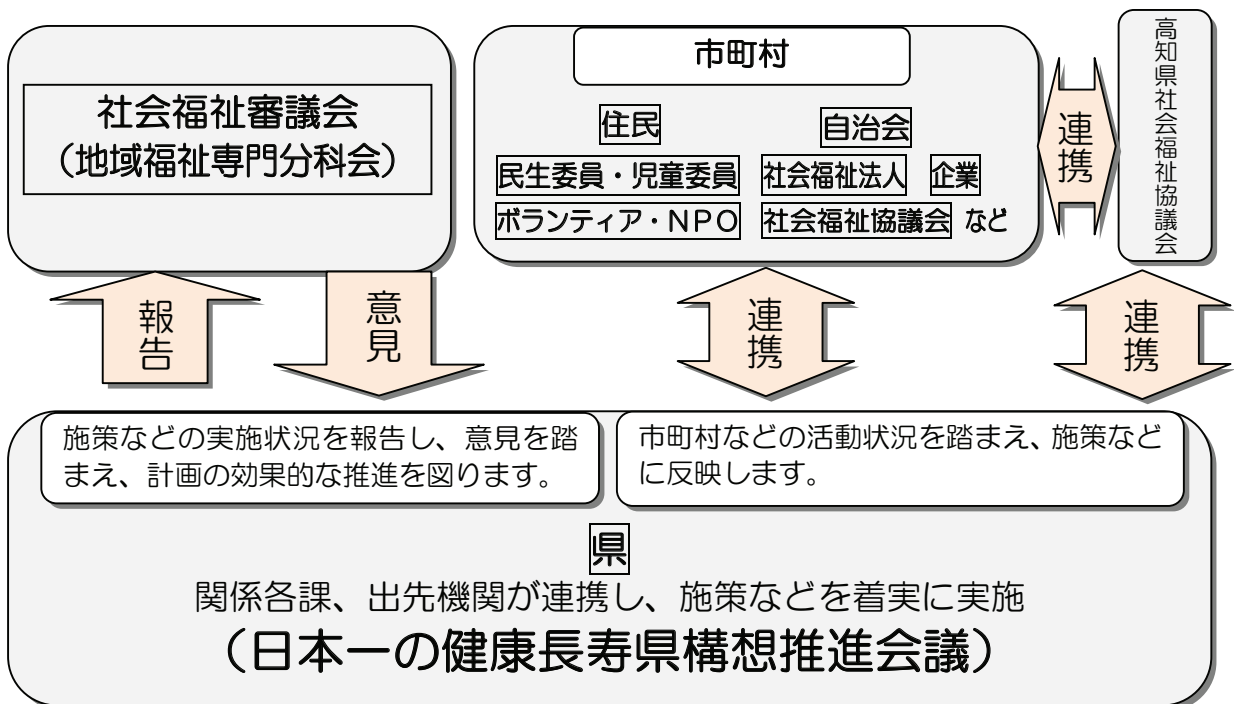 社会福祉審議会
（地域福祉専門分科会）
市町村
住民
自治会
民生委員・児童委員
社会福祉法人
企業
ボランティア・NPO
社会福祉協議会 など
連携
高知県社会福祉協議会
報告
意見
連携
連携
施策などの実施状況を報告し、意見を踏
まえ、計画の効果的な推進を図ります。
市町村などの活動状況を踏まえ、施策など
に反映します。
県
関係各課、出先機関が連携し、施策などを着実に実施
（日本一の健康長寿県構想推進会議）